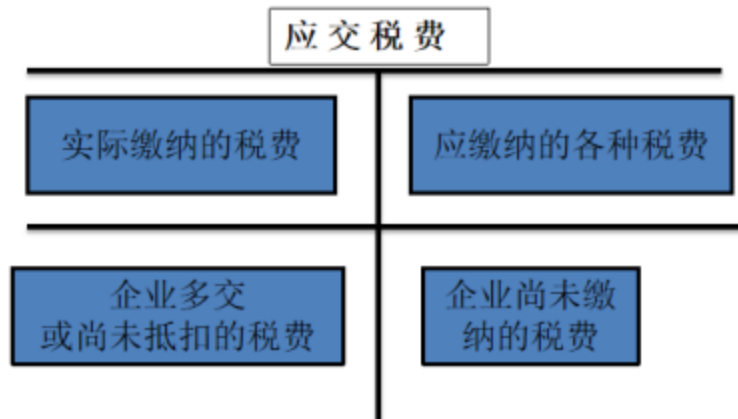 应交税费
实际缴纳的税费
应缴纳的各种税费
企业多交
或尚未抵扣的税费
企业尚未缴
纳的税费